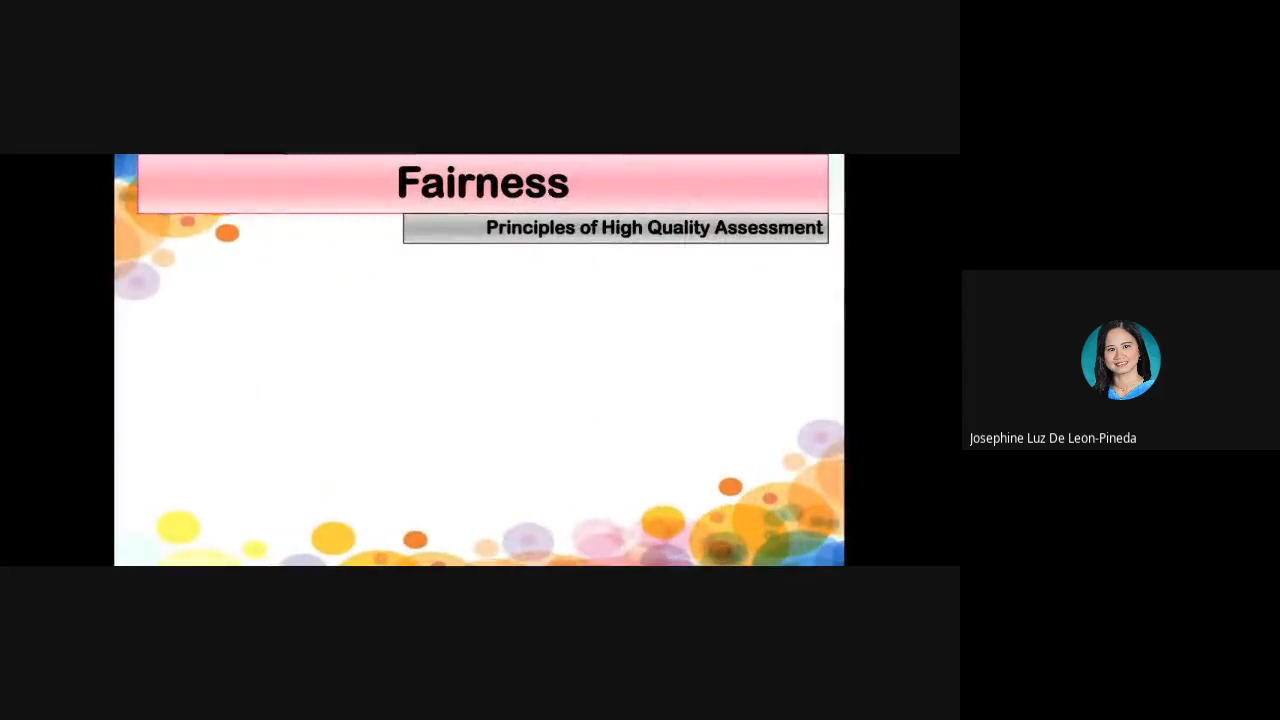 Fairness
Principles of High Quality Assessment
Josephine Luz De Leon-Pineda